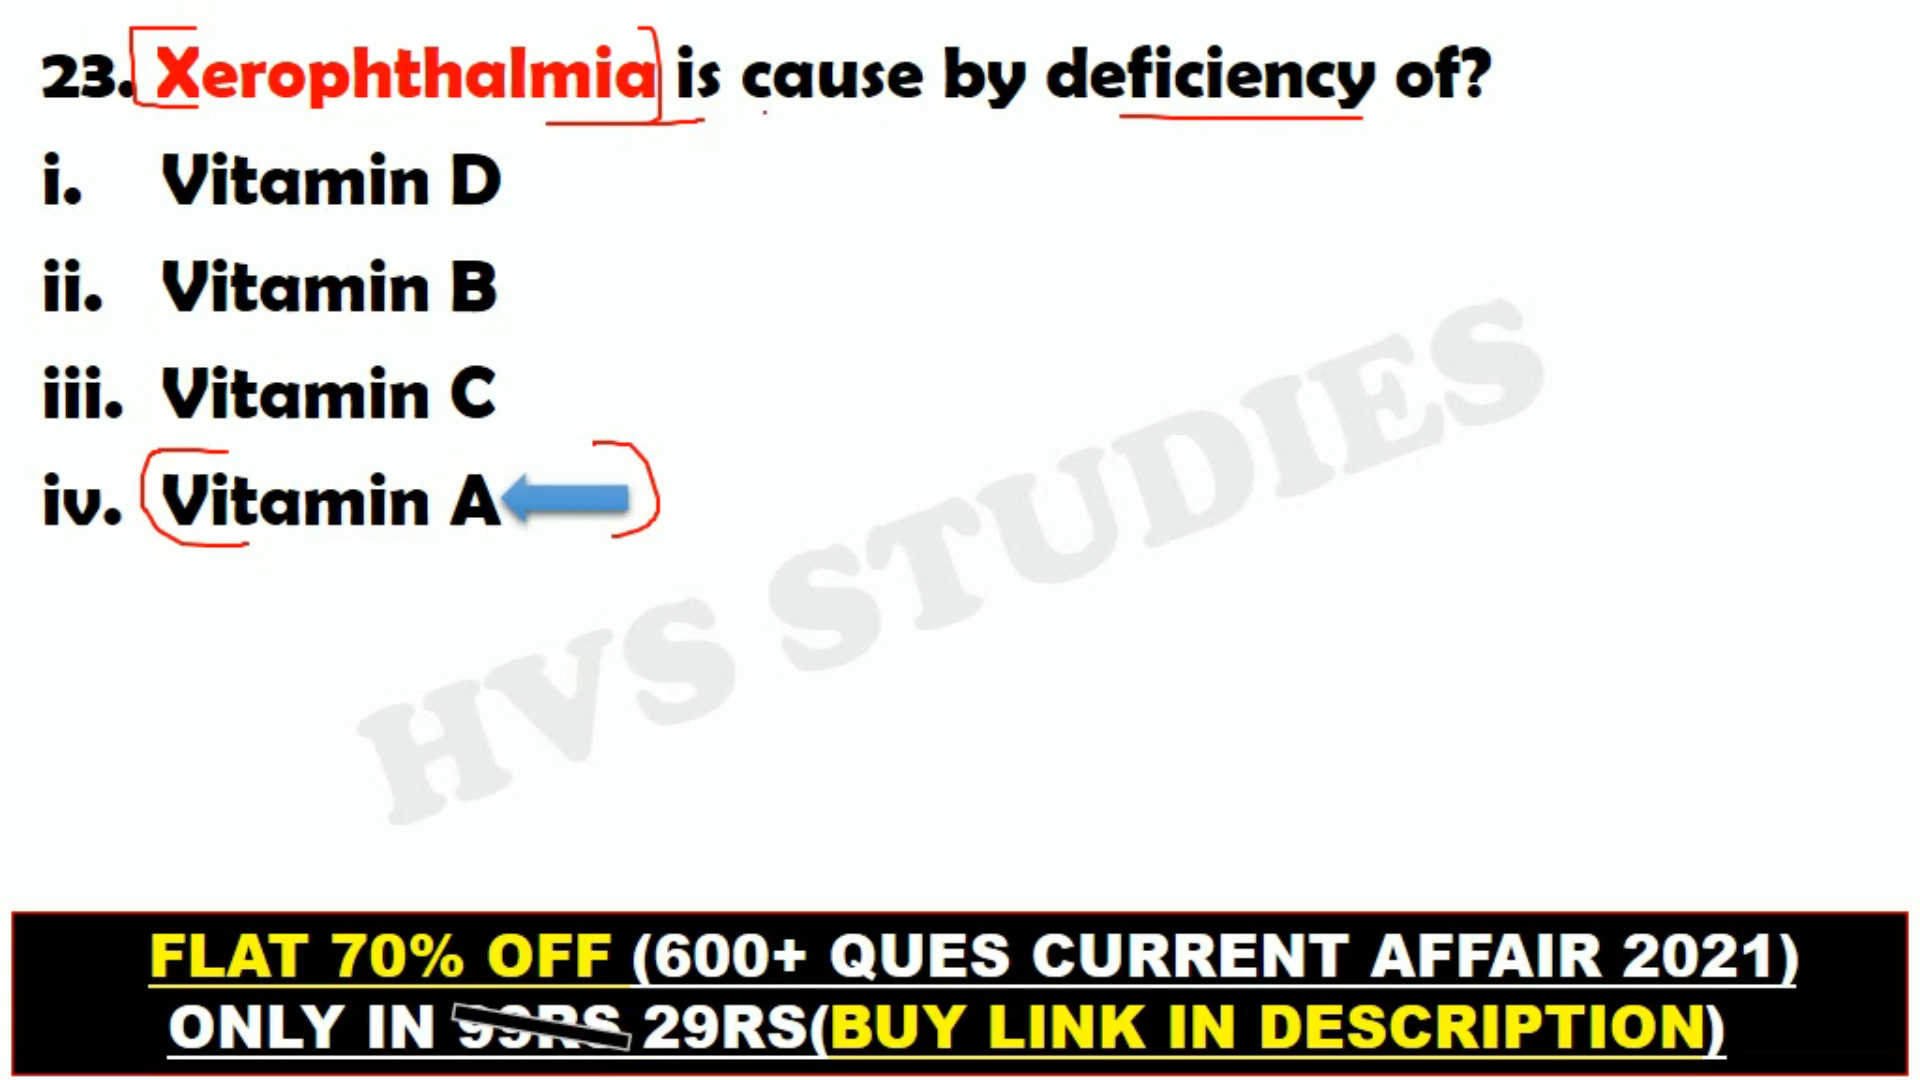 23. Xerophthalmia is cause by deficiency of?
i. Vitamin D
ii. Vitamin B
iii. Vitamin C
iv. Vitamin A
HVS STUDIES
FLAT 70% OFF (600+ QUES CURRENT AFFAIR 2021)
ONLY IN 99RS 29RS(BUY LINK IN DESCRIPTION)